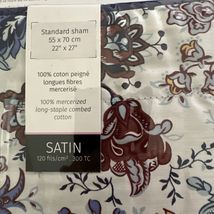 Standard sham
55 x 70 cm
22" x 27"
100% coton peigné
longues fibres
mercerisé
100% mercerized
long-staple combed
cotton
SATIN
120 fils/cm² 300 TC